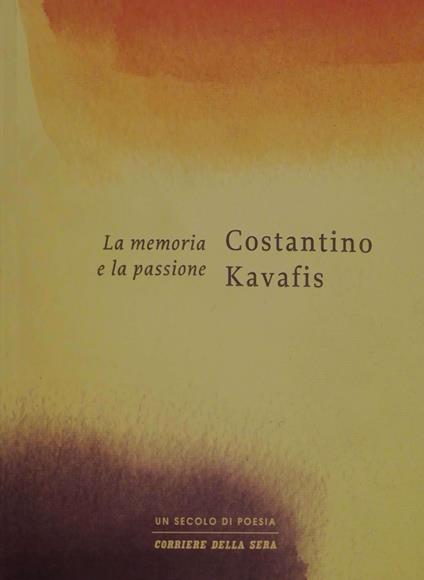 La memoria
e la passione
Costantino
Kavafis
UN SECOLO DI POESIA
CORRIERE DELLA SERA